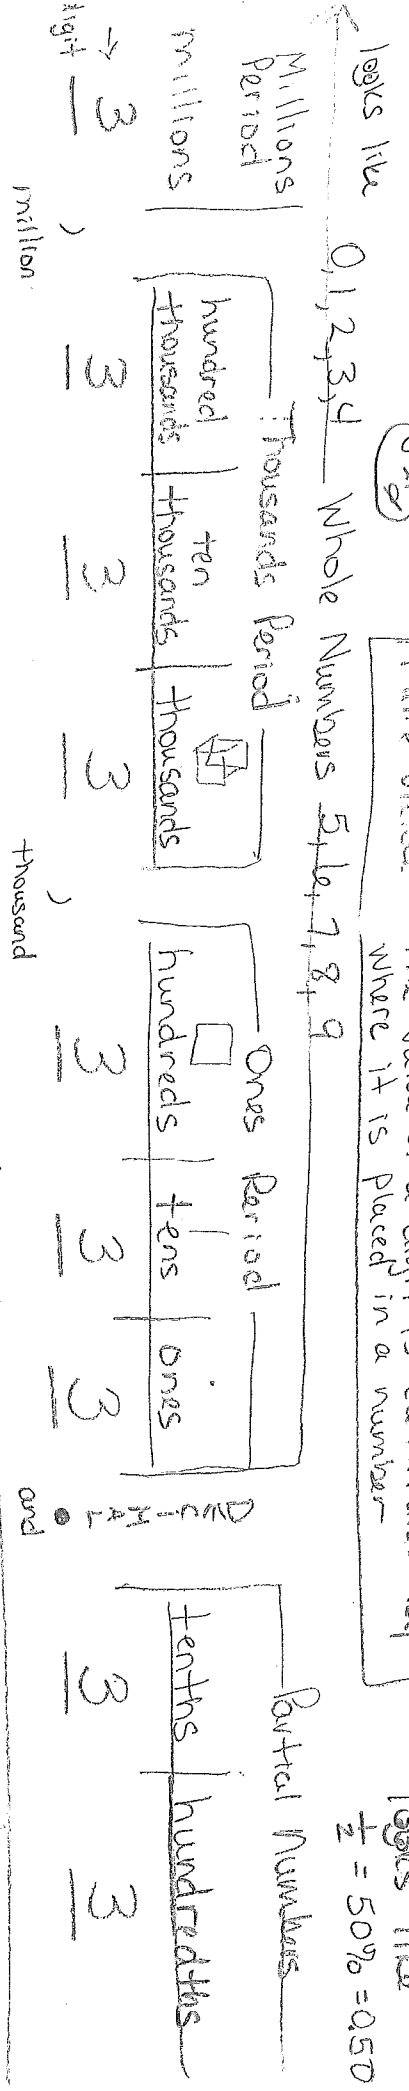 where it is placed in a number
looks like
looks like
1/2 = 50% = 0.50
0, 1, 2, 3, 4 Whole Numbers 5, 6, 7, 8, 9
Millions Period
Thousands Period
Ones Period
Partial Numbers
millions | hundred thousands | ten thousands | thousands | hundreds | tens | ones
DECIMAL
tenths | hundredths
digit → 3 , 3 3 3 , 3 3 3 . 3 3
million thousand and